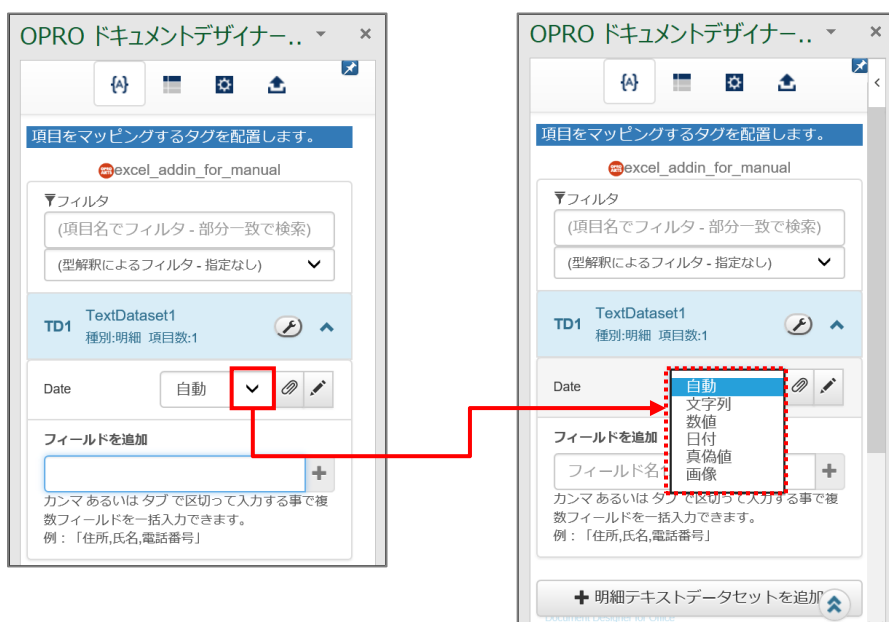 OPRO ドキュメントデザイナー..
{A}
項目をマッピングするタグを配置します。
excel_addin_for_manual
フィルタ
(項目名でフィルタ - 部分一致で検索)
(型解釈によるフィルタ - 指定なし)
TD1
TextDataset1
種別:明細 項目数:1
Date
自動
フィールドを追加
カンマ あるいは タブ で区切って入力する事で複
数フィールドを一括入力できます。
例：「住所,氏名,電話番号」
OPRO ドキュメントデザイナー..
{A}
項目をマッピングするタグを配置します。
excel_addin_for_manual
フィルタ
(項目名でフィルタ - 部分一致で検索)
(型解釈によるフィルタ - 指定なし)
TD1
TextDataset1
種別:明細 項目数:1
Date
自動
文字列
数値
日付
真偽値
画像
フィールドを追加
フィールド名
カンマ あるいは タブ で区切って入力する事で複
数フィールドを一括入力できます。
例：「住所,氏名,電話番号」
明細テキストデータセットを追加
Document Designer for Office